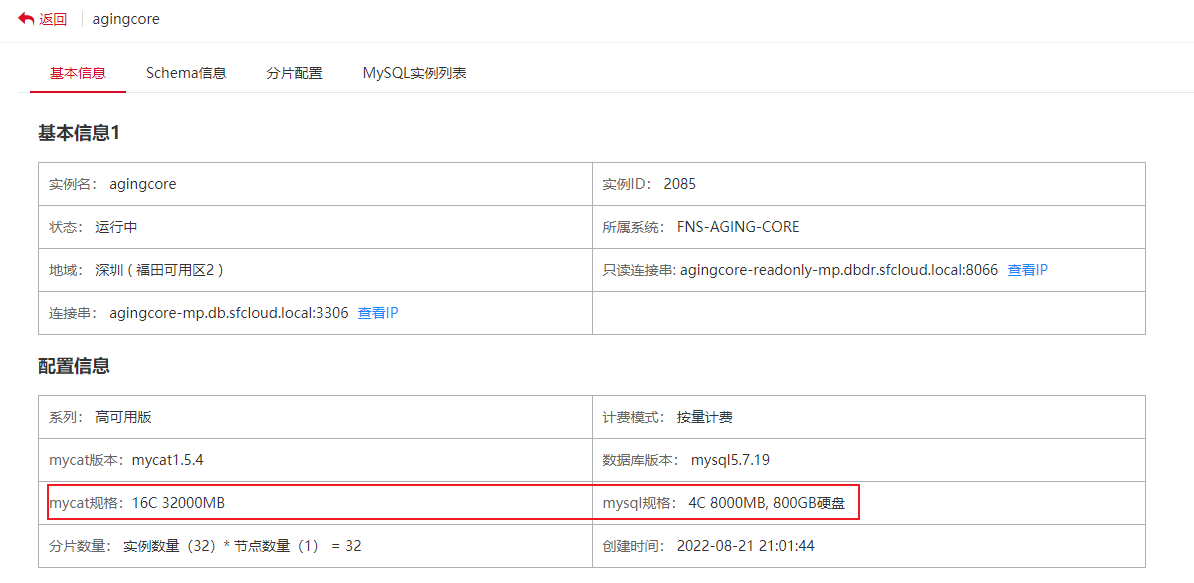 返回 agingcore
基本信息 Schema信息 分片配置 MySQL实例列表
基本信息1
实例名： agingcore 实例ID： 2085
状态： 运行中 所属系统： FNS-AGING-CORE
地域： 深圳 ( 福田可用区2 ) 只读连接串: agingcore-readonly-mp.dbdr.sfcloud.local:8066 查看IP
连接串： agingcore-mp.db.sfcloud.local:3306 查看IP
配置信息
系列： 高可用版 计费模式： 按量计费
mycat版本：mycat1.5.4 数据库版本： mysql5.7.19
mycat规格：16C 32000MB mysql规格： 4C 8000MB, 800GB硬盘
分片数量： 实例数量（32）* 节点数量（1） = 32 创建时间： 2022-08-21 21:01:44